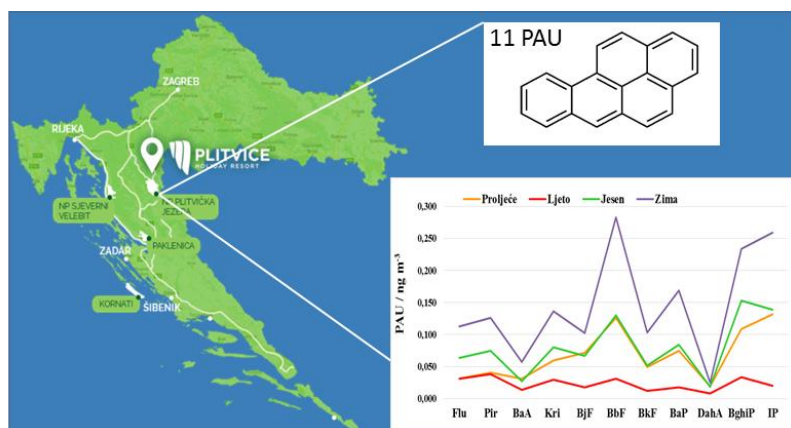 ZAGREB
RIJEKA
PLITVICE
HOLIDAY RESORT
NP SJEVERNI
VELEBIT
NP PLITVIČKA
JEZERA
PAKLENICA
ZADAR
KORNATI
ŠIBENIK
11 PAU
Proljeće Ljeto Jesen Zima
PAU / ng m⁻³
0,300
0,250
0,200
0,150
0,100
0,050
0,000
Flu Pir BaA Kri BjF BbF BkF BaP DahA BghiP IP